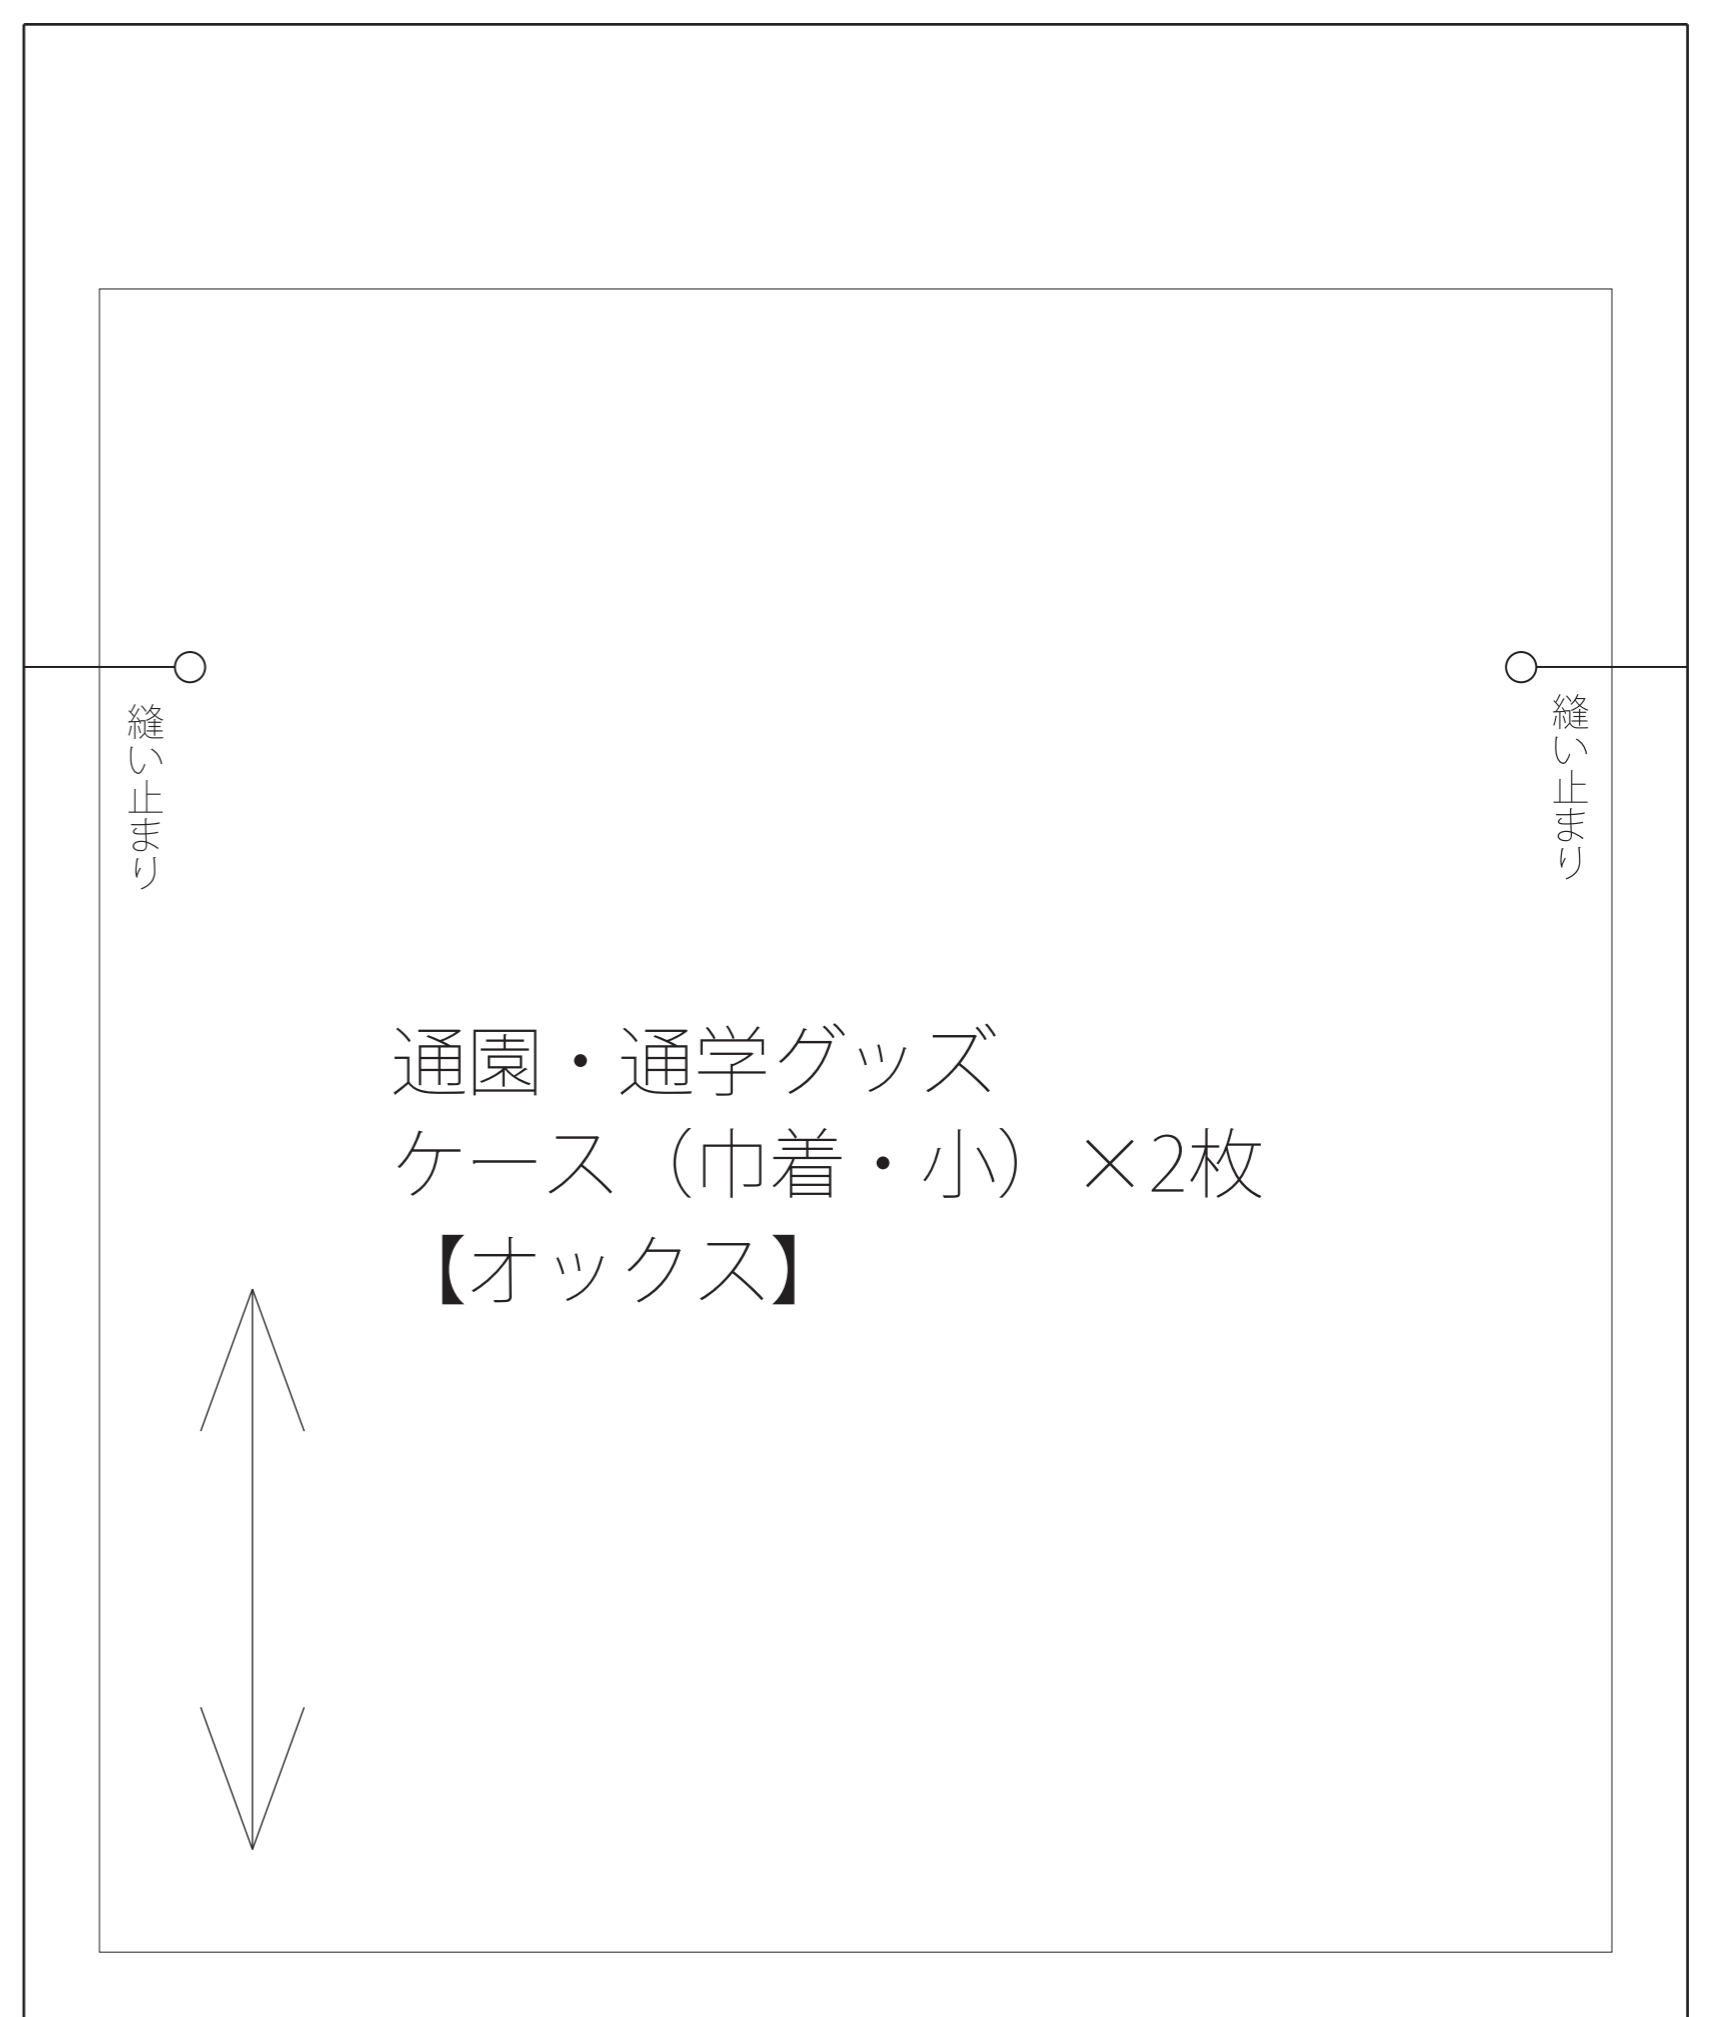 縫い止まり
縫い止まり
通園・通学グッズ
ケース（巾着・小）×2枚
【オックス】